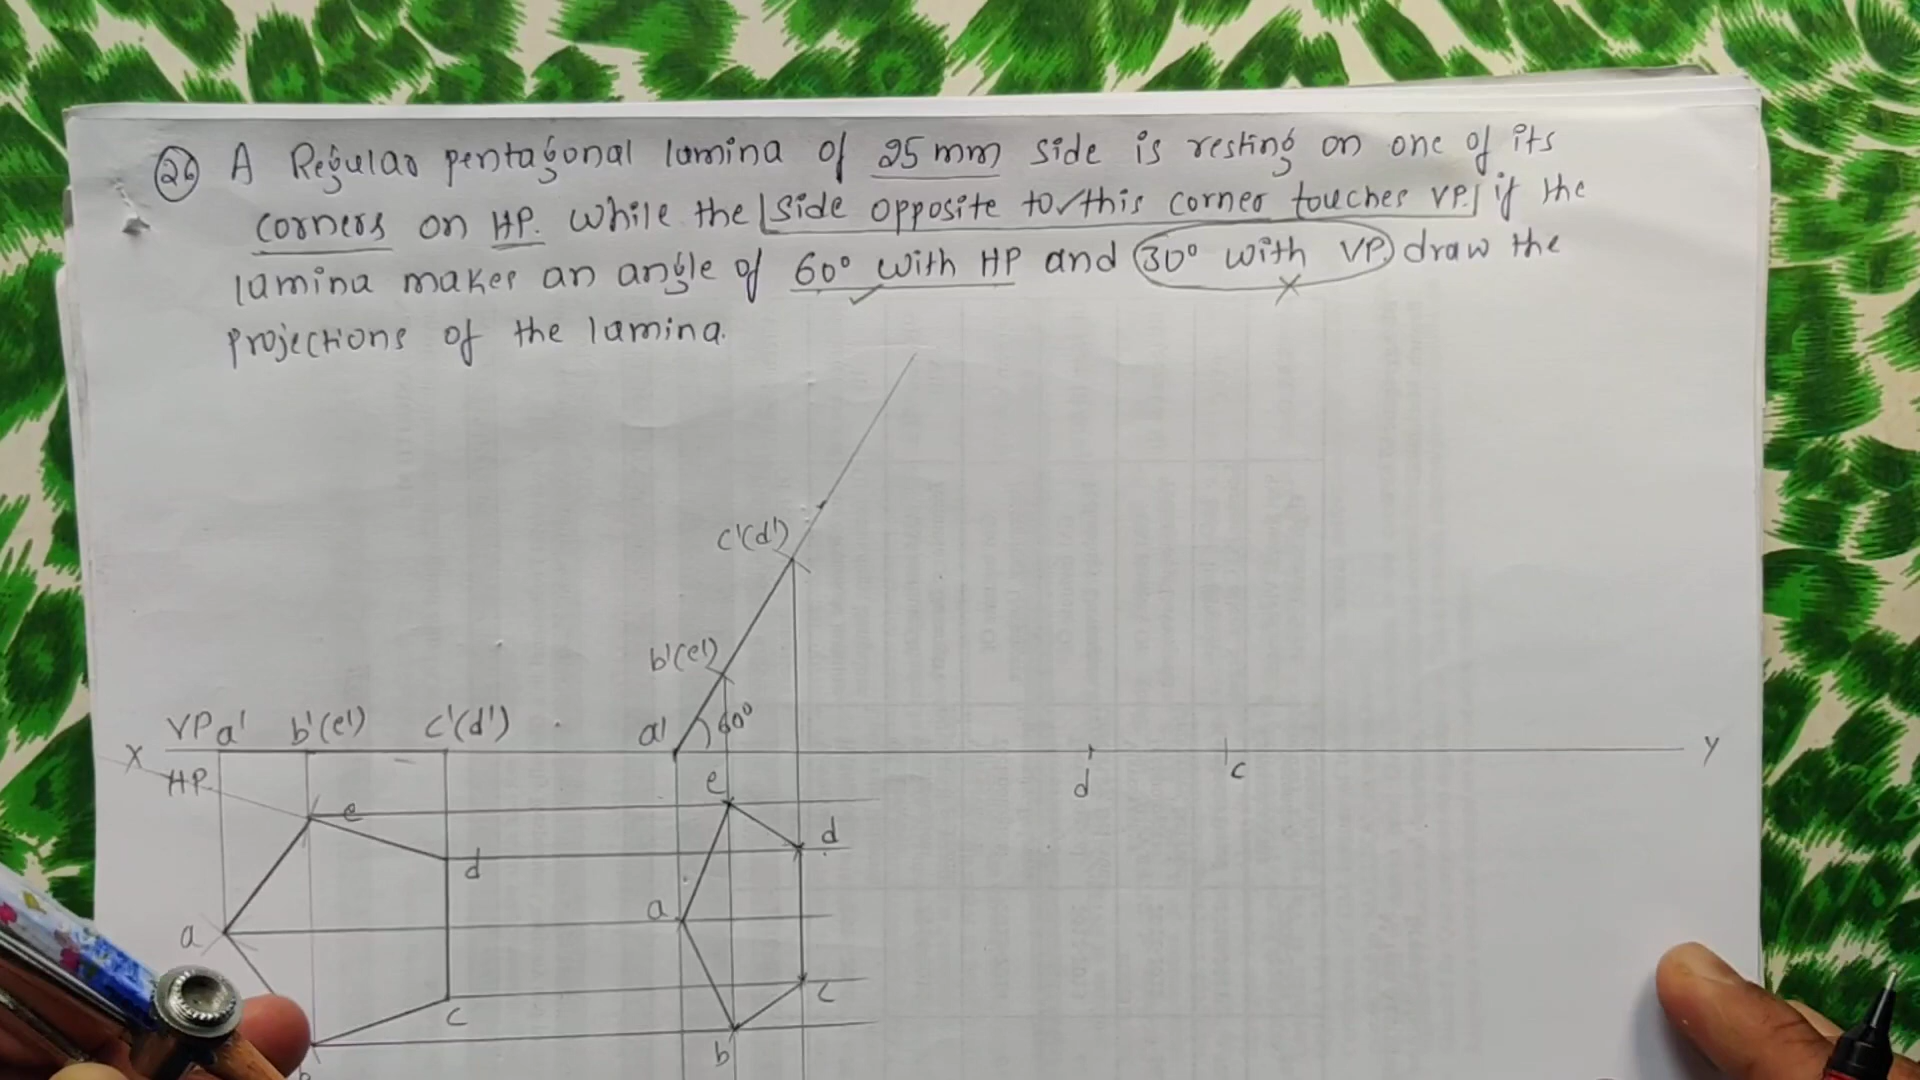 26 A Regular pentagonal lamina of 25mm side is resting on one of its
corners on HP. While the side opposite to this corner touches VP. if the
lamina makes an angle of 60° with HP and 30° with VP. draw the
projections of the lamina.
c'(d')
b'(e')
VP a' b'(e') c'(d') a' 60°
X Y
HP e d c
e
d d
a a
c c
b